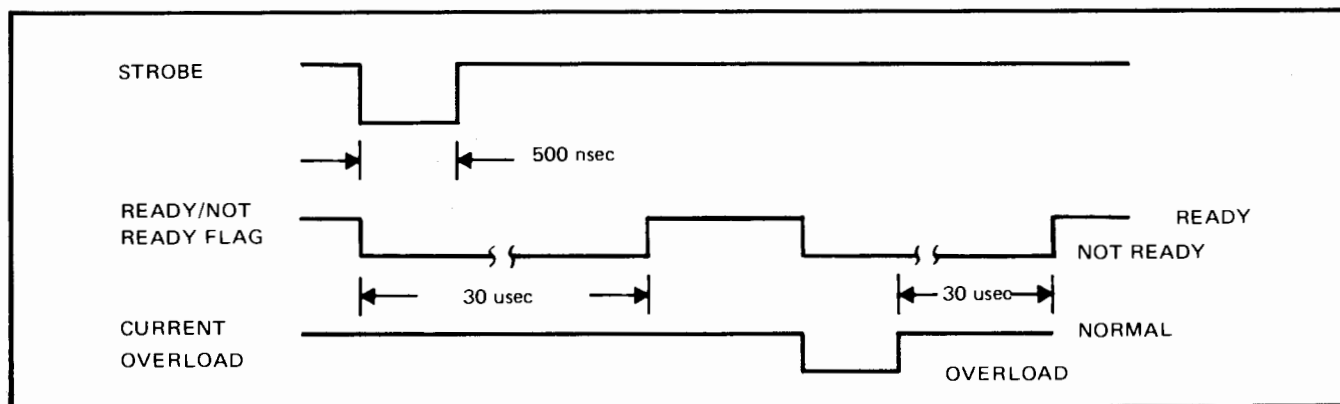 STROBE
500 nsec
READY/NOT
READY FLAG
READY
NOT READY
30 usec
30 usec
CURRENT
OVERLOAD
NORMAL
OVERLOAD